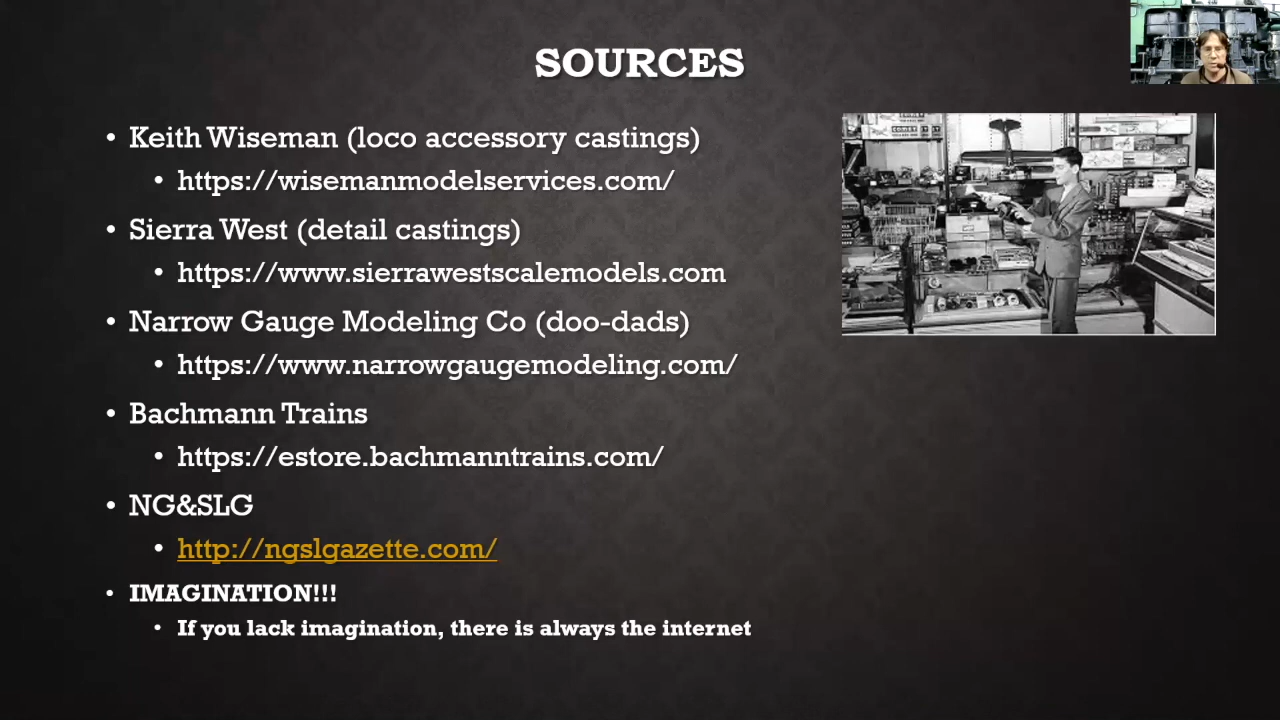 SOURCES
• Keith Wiseman (loco accessory castings)
• https://wisemanmodelservices.com/
• Sierra West (detail castings)
• https://www.sierrawestscalemodels.com
• Narrow Gauge Modeling Co (doo-dads)
• https://www.narrowgaugemodeling.com/
• Bachmann Trains
• https://estore.bachmanntrains.com/
• NG&SLG
• http://ngslgazette.com/
• IMAGINATION!!!
• If you lack imagination, there is always the internet